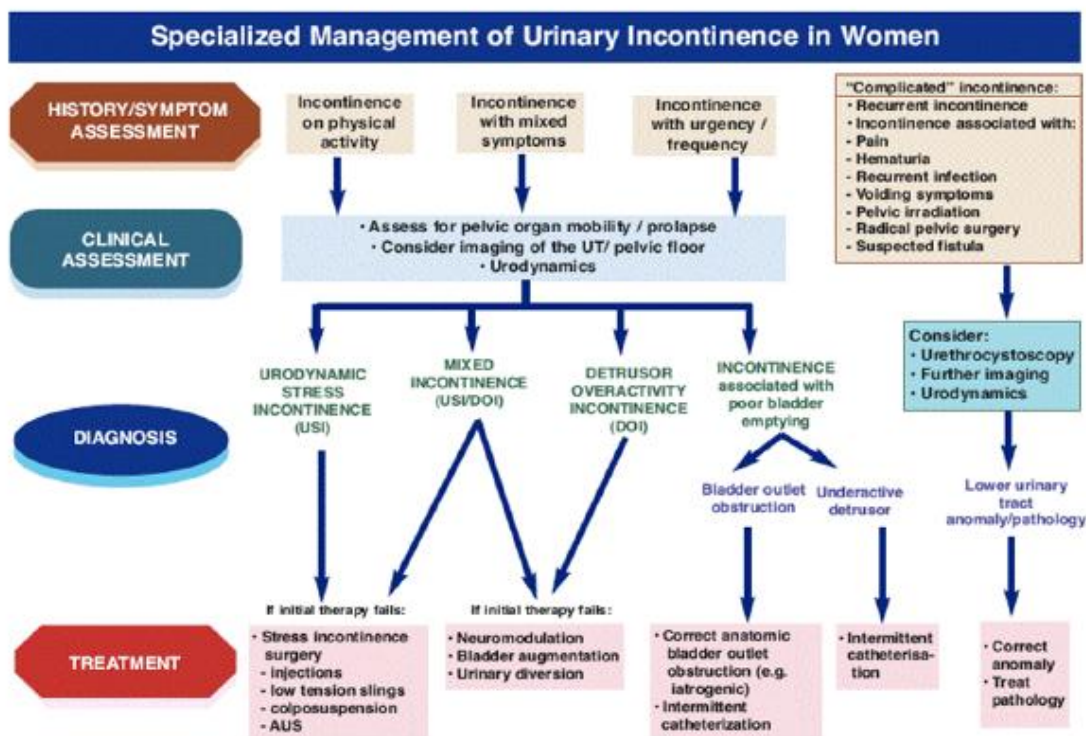 Specialized Management of Urinary Incontinence in Women
HISTORY/SYMPTOM
ASSESSMENT
Incontinence
on physical
activity
Incontinence
with mixed
symptoms
Incontinence
with urgency /
frequency
"Complicated" incontinence:
• Recurrent incontinence
• Incontinence associated with:
- Pain
- Hematuria
- Recurrent infection
- Voiding symptoms
- Pelvic irradiation
- Radical pelvic surgery
- Suspected fistula
CLINICAL
ASSESSMENT
• Assess for pelvic organ mobility / prolapse
• Consider imaging of the UT/ pelvic floor
• Urodynamics
Consider:
• Urethrocystoscopy
• Further imaging
• Urodynamics
DIAGNOSIS
URODYNAMIC
STRESS
INCONTINENCE
(USI)
MIXED
INCONTINENCE
(USI/DOI)
DETRUSOR
OVERACTIVITY
INCONTINENCE
(DOI)
INCONTINENCE
associated with
poor bladder
emptying
Bladder outlet
obstruction
Underactive
detrusor
Lower urinary
tract
anomaly/pathology
TREATMENT
If initial therapy fails:
• Stress incontinence
surgery
- injections
- low tension slings
- colposuspension
- AUS
If initial therapy fails:
• Neuromodulation
• Bladder augmentation
• Urinary diversion
• Correct anatomic
bladder outlet
obstruction (e.g.
iatrogenic)
• Intermittent
catheterization
• Intermittent
catheterisa-
tion
• Correct
anomaly
• Treat
pathology